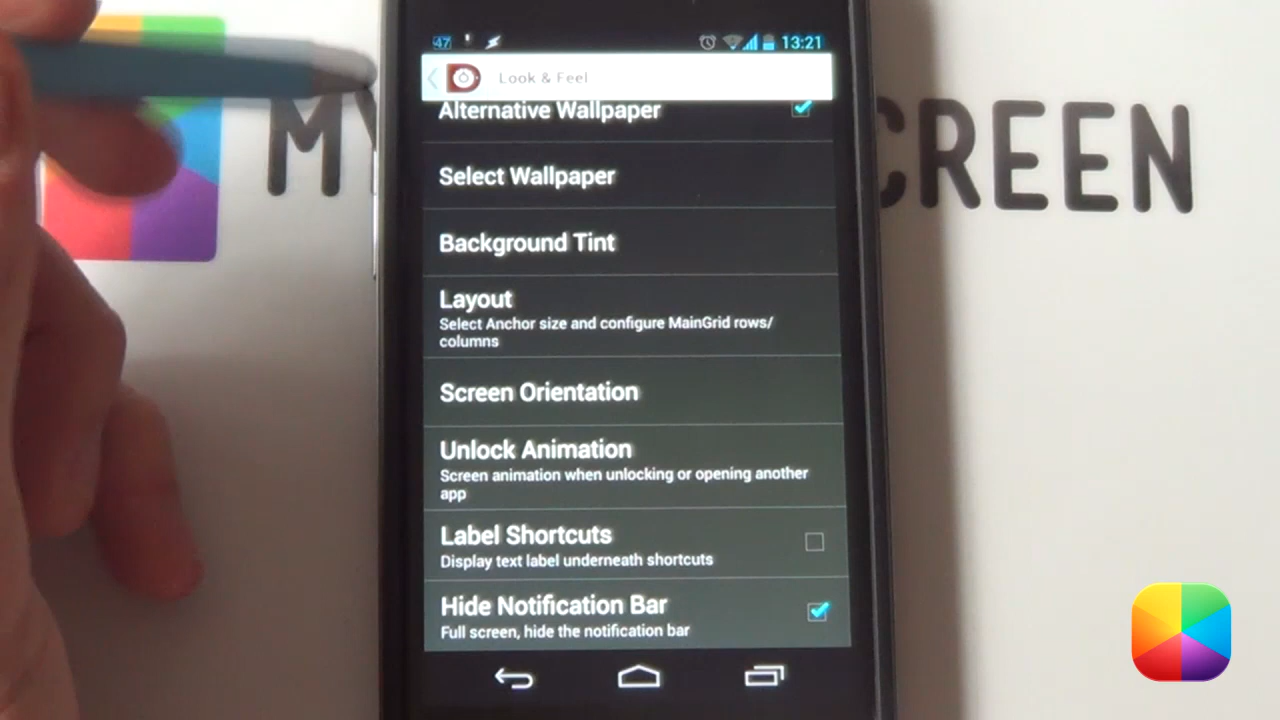 47
13:21
MY
CREEN
Look & Feel
Alternative Wallpaper
Select Wallpaper
Background Tint
Layout
Select Anchor size and configure MainGrid rows/
columns
Screen Orientation
Unlock Animation
Screen animation when unlocking or opening another
app
Label Shortcuts
Display text label underneath shortcuts
Hide Notification Bar
Full screen, hide the notification bar